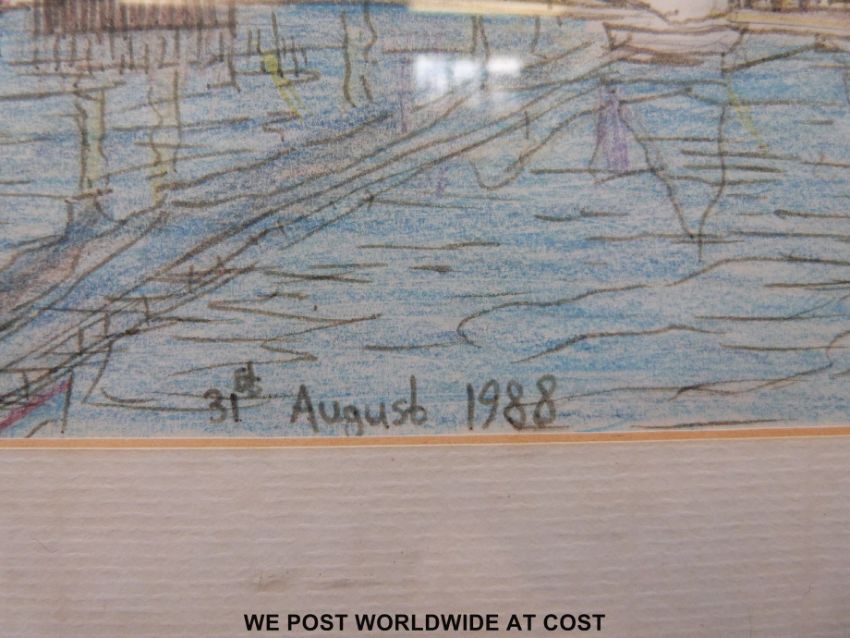 31st August 1988
WE POST WORLDWIDE AT COST